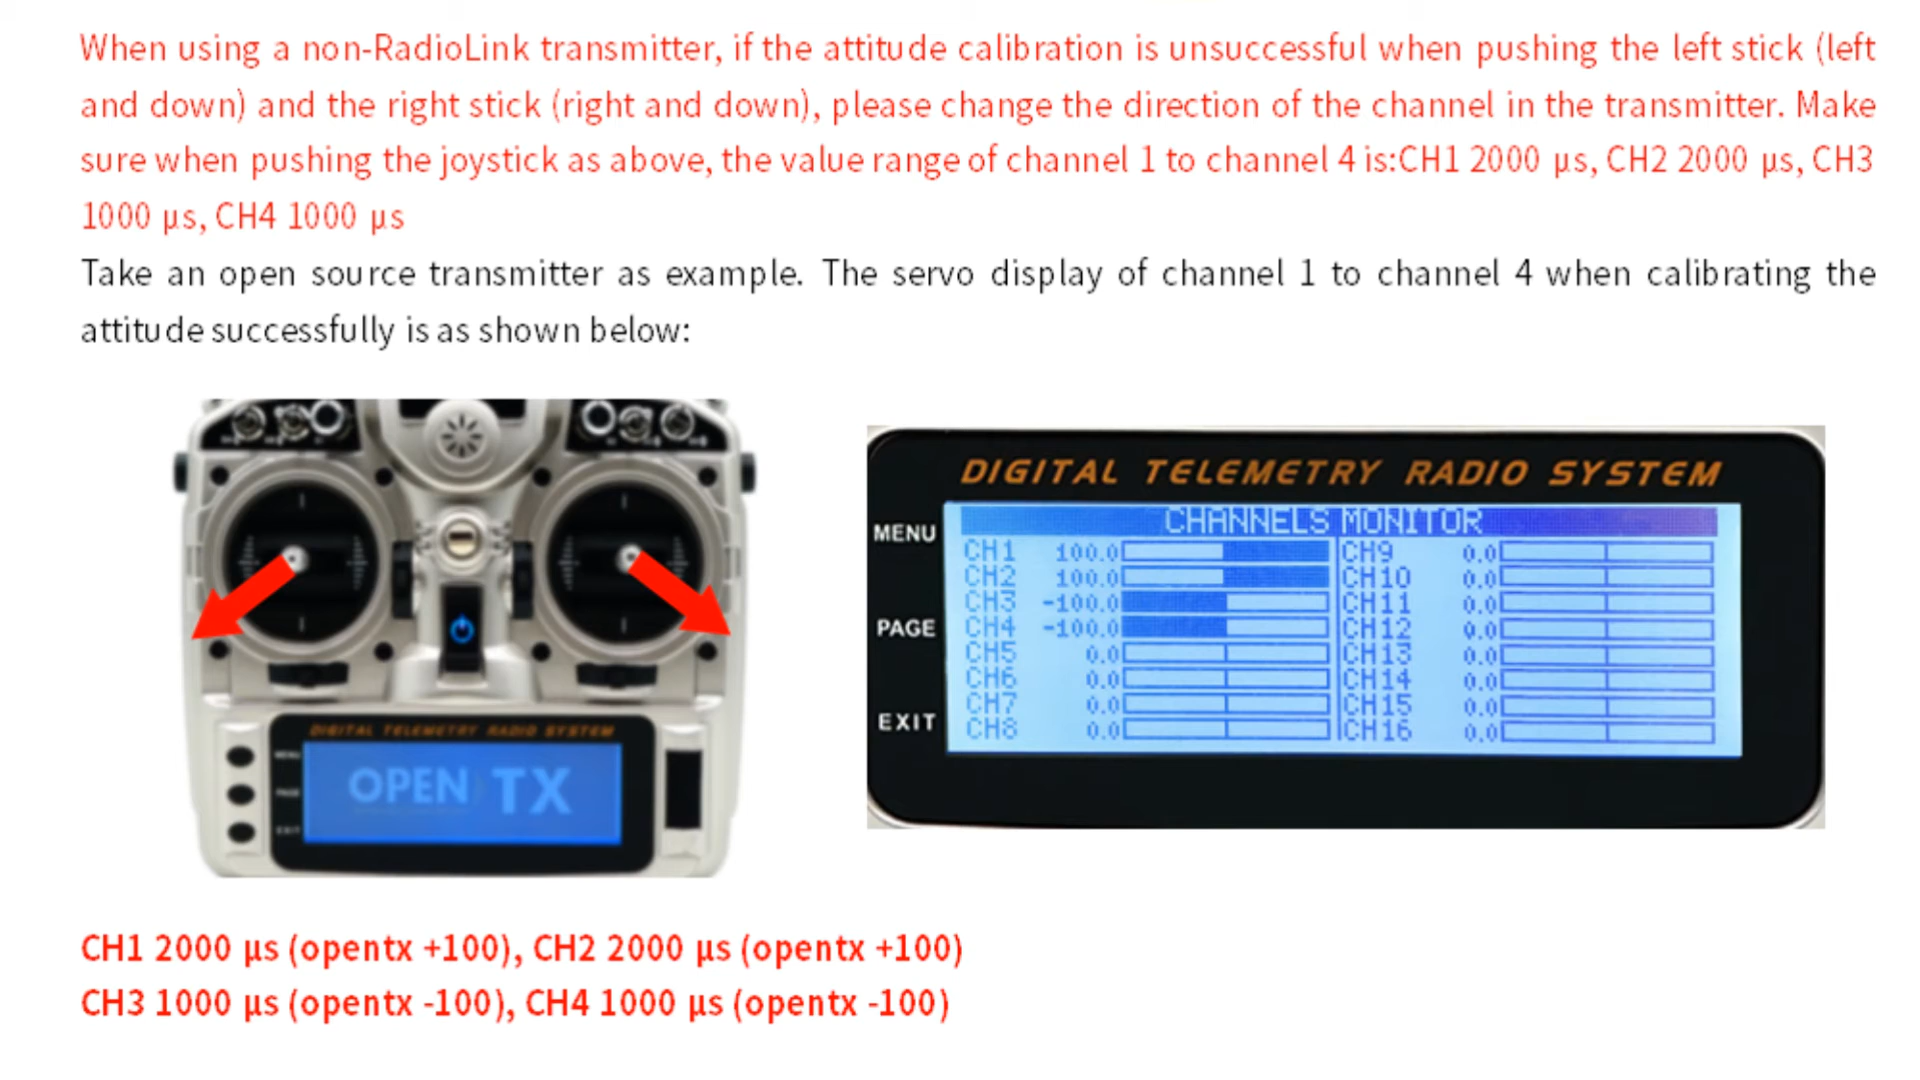 When using a non-RadioLink transmitter, if the attitude calibration is unsuccessful when pushing the left stick (left
and down) and the right stick (right and down), please change the direction of the channel in the transmitter. Make
sure when pushing the joystick as above, the value range of channel 1 to channel 4 is:CH1 2000 µs, CH2 2000 µs, CH3
1000 µs, CH4 1000 µs
Take an open source transmitter as example. The servo display of channel 1 to channel 4 when calibrating the
attitude successfully is as shown below:
DIGITAL TELEMETRY RADIO SYSTEM
MENU
PAGE
EXIT
OPEN TX
DIGITAL TELEMETRY RADIO SYSTEM
MENU
PAGE
EXIT
CHANNELS MONITOR
CH1 100.0 CH9 0.0
CH2 100.0 CH10 0.0
CH3 -100.0 CH11 0.0
CH4 -100.0 CH12 0.0
CH5 0.0 CH13 0.0
CH6 0.0 CH14 0.0
CH7 0.0 CH15 0.0
CH8 0.0 CH16 0.0
CH1 2000 µs (opentx +100), CH2 2000 µs (opentx +100)
CH3 1000 µs (opentx -100), CH4 1000 µs (opentx -100)